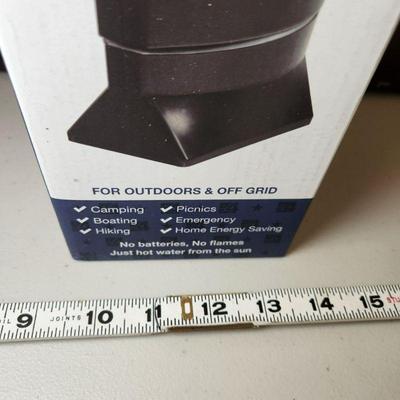 FOR OUTDOORS & OFF GRID
Camping Picnics
Boating Emergency
Hiking Home Energy Saving
No batteries, No flames
Just hot water from the sun
9 JOINTS 10 11 12 13 14 15